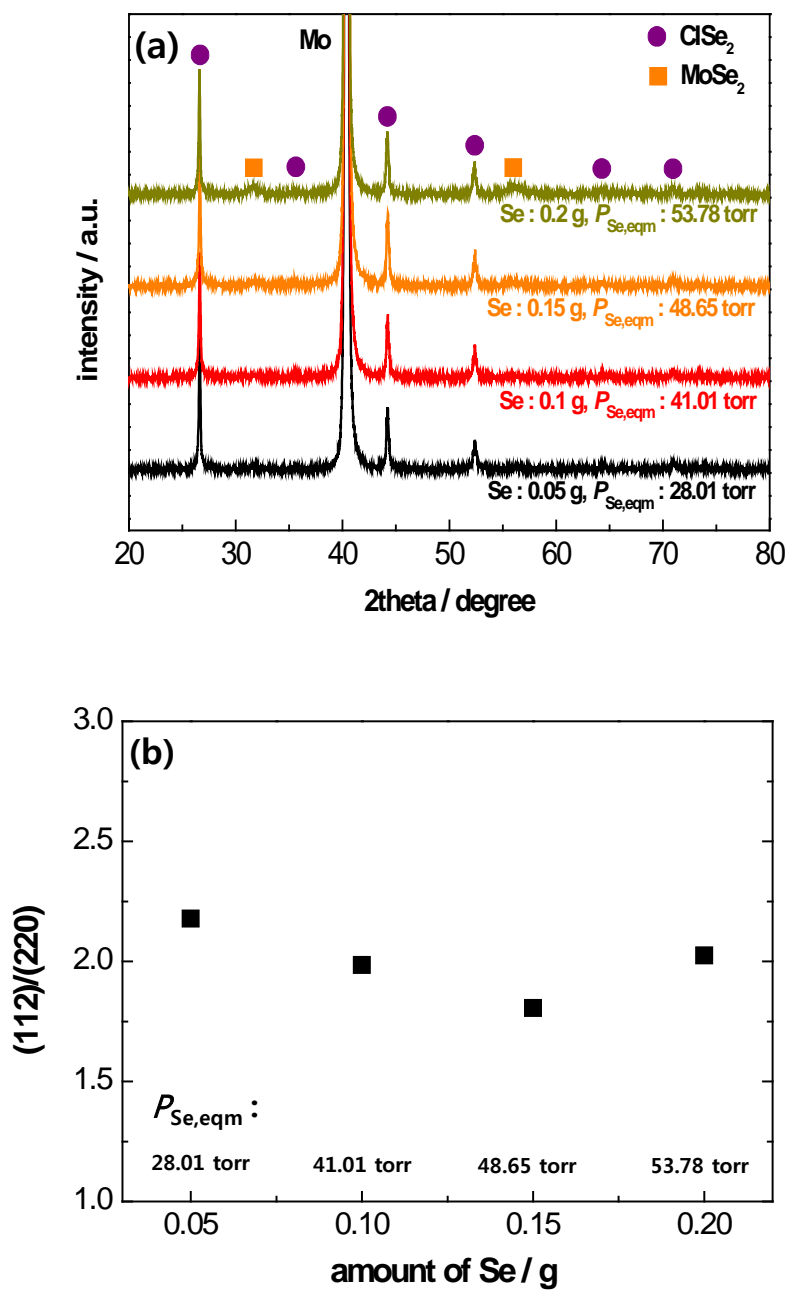 (a)
Mo
CISe2
MoSe2
Se : 0.2 g, PSe,eqm : 53.78 torr
Se : 0.15 g, PSe,eqm : 48.65 torr
Se : 0.1 g, PSe,eqm : 41.01 torr
Se : 0.05 g, PSe,eqm : 28.01 torr
intensity / a.u.
20 30 40 50 60 70 80
2theta / degree
(b)
3.0
2.5
2.0
1.5
1.0
(112)/(220)
PSe,eqm :
28.01 torr 41.01 torr 48.65 torr 53.78 torr
0.05 0.10 0.15 0.20
amount of Se / g